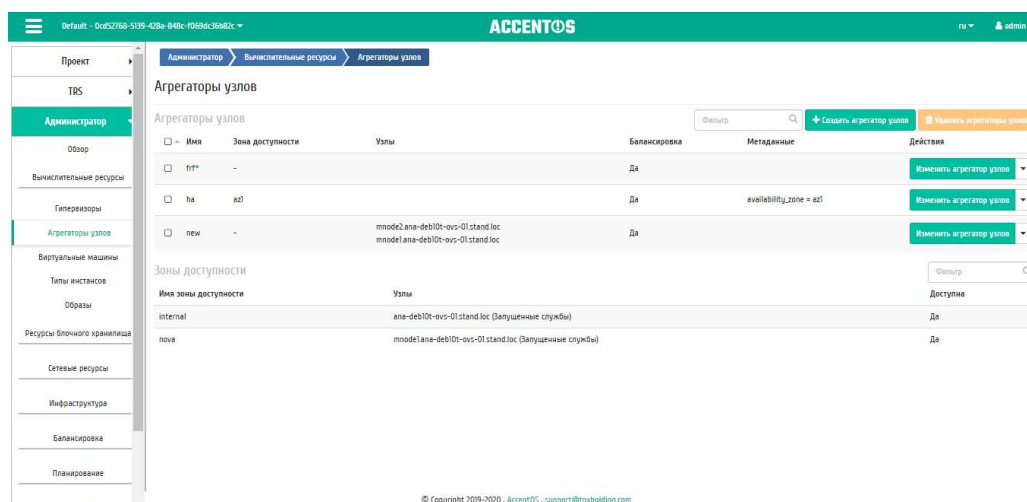 Default - 0cd52768-5139-428a-848c-f069dc36b82c
ACCENTOS
ru
admin
Проект
TRS
Администратор
Обзор
Вычислительные ресурсы
Гипервизоры
Агрегаторы узлов
Виртуальные машины
Типы инстансов
Образы
Ресурсы блочного хранилища
Сетевые ресурсы
Инфраструктура
Балансировка
Планирование
Администратор Вычислительные ресурсы Агрегаторы узлов
Агрегаторы узлов
Агрегаторы узлов
Фильтр
+ Создать агрегатор узлов
Удалить агрегаторы узлов
Имя Зона доступности Узлы Балансировка Метаданные Действия
frf* - Да Изменить агрегатор узлов
ha az1 Да availability_zone = az1 Изменить агрегатор узлов
new - mnode2.ana-deb10t-ovs-01.stand.loc Да Изменить агрегатор узлов
mnode1.ana-deb10t-ovs-01.stand.loc
Зоны доступности
Фильтр
Имя зоны доступности Узлы Доступна
internal ana-deb10t-ovs-01.stand.loc (Запущенные службы) Да
nova mnode1.ana-deb10t-ovs-01.stand.loc (Запущенные службы) Да
© Copyright 2019-2020 . AccentOS . support@tnxholding.com